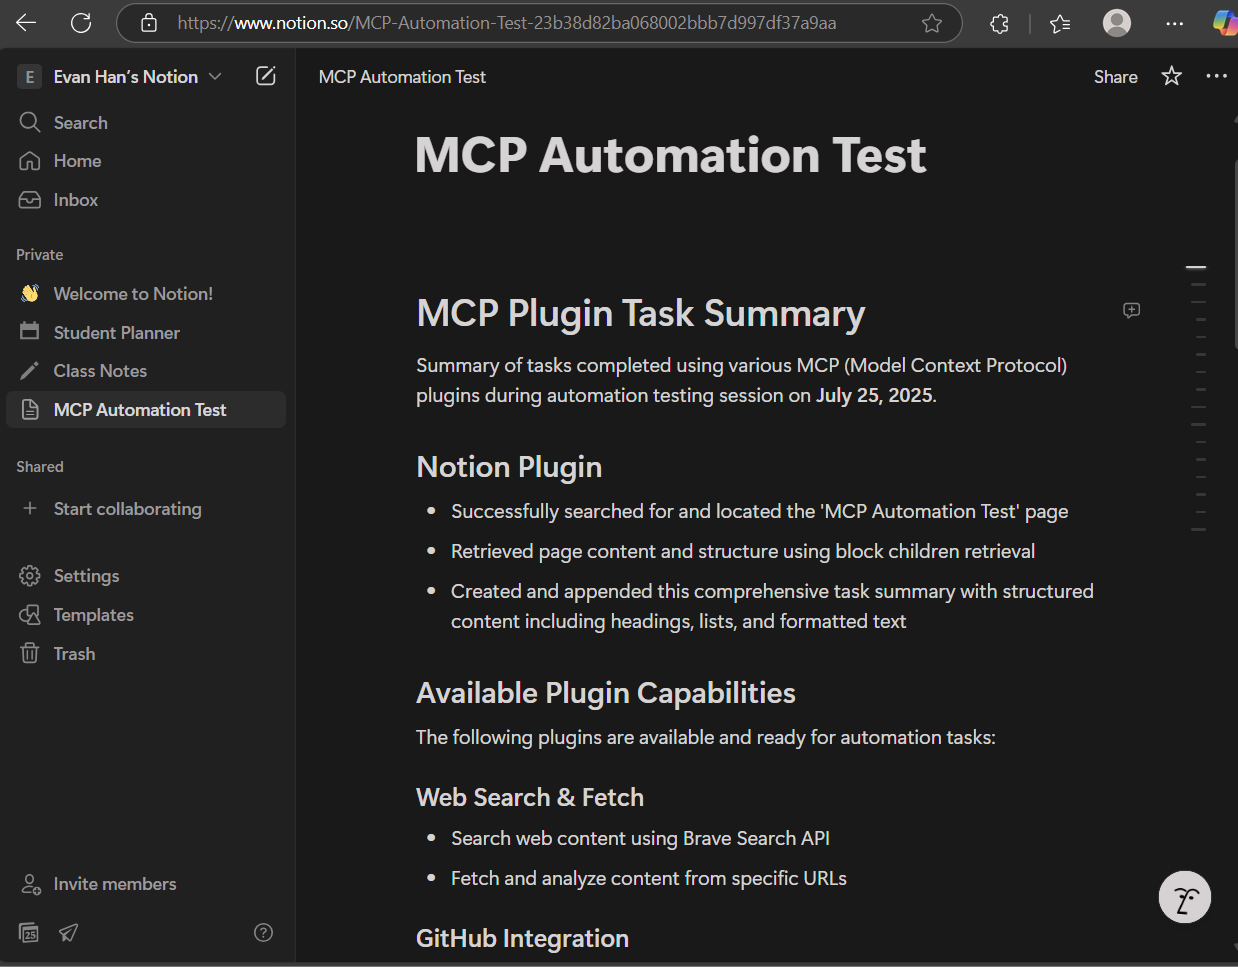 https://www.notion.so/MCP-Automation-Test-23b38d82ba068002bbb7d997df37a9aa
E Evan Han's Notion
Search
Home
Inbox
Private
Welcome to Notion!
Student Planner
Class Notes
MCP Automation Test
Shared
Start collaborating
Settings
Templates
Trash
Invite members
25
MCP Automation Test
Share
MCP Automation Test
MCP Plugin Task Summary
Summary of tasks completed using various MCP (Model Context Protocol)
plugins during automation testing session on July 25, 2025.
Notion Plugin
• Successfully searched for and located the 'MCP Automation Test' page
• Retrieved page content and structure using block children retrieval
• Created and appended this comprehensive task summary with structured
content including headings, lists, and formatted text
Available Plugin Capabilities
The following plugins are available and ready for automation tasks:
Web Search & Fetch
• Search web content using Brave Search API
• Fetch and analyze content from specific URLs
GitHub Integration